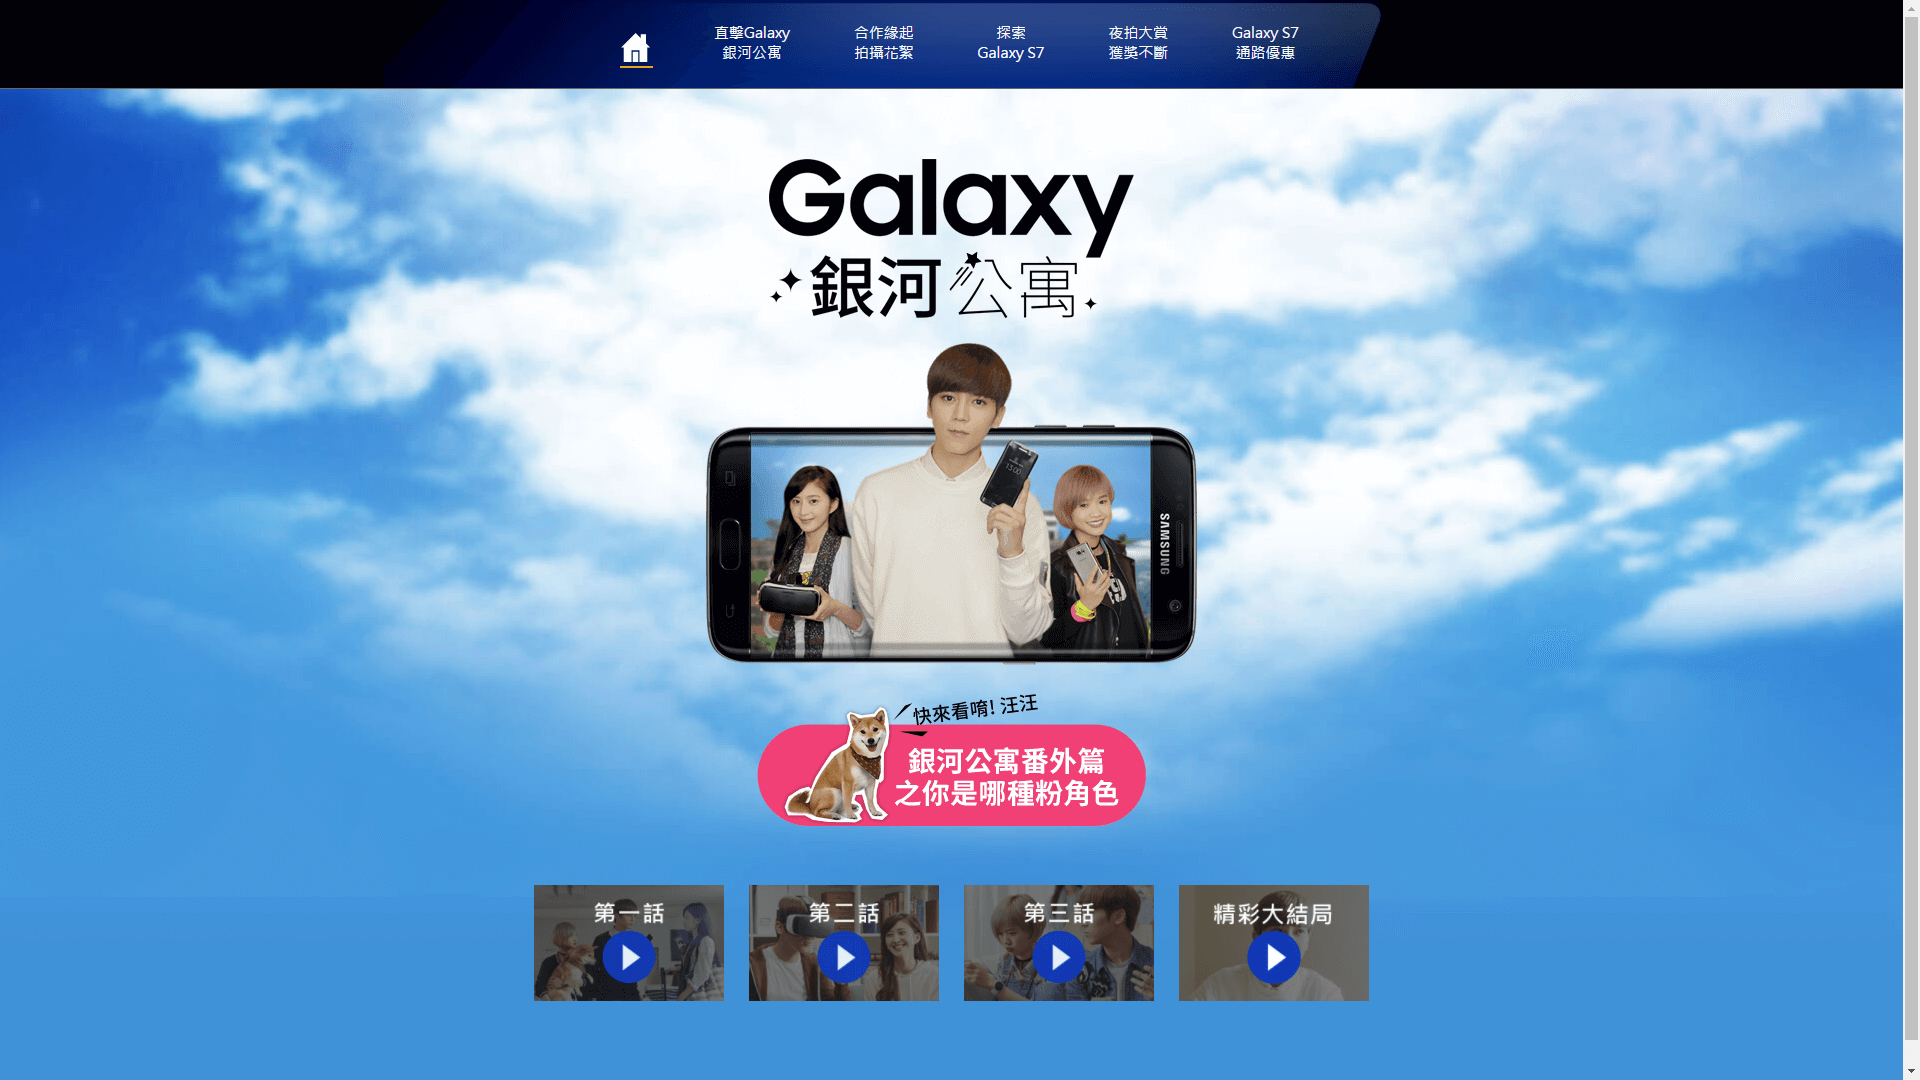 直擊Galaxy
銀河公寓
合作緣起
拍攝花絮
探索
Galaxy S7
夜拍大賞
獲獎不斷
Galaxy S7
通路優惠
Galaxy
銀河公寓
13:00
SAMSUNG
快來看唷! 汪汪
銀河公寓番外篇
之你是哪種粉角色
第一話
第二話
第三話
精彩大結局